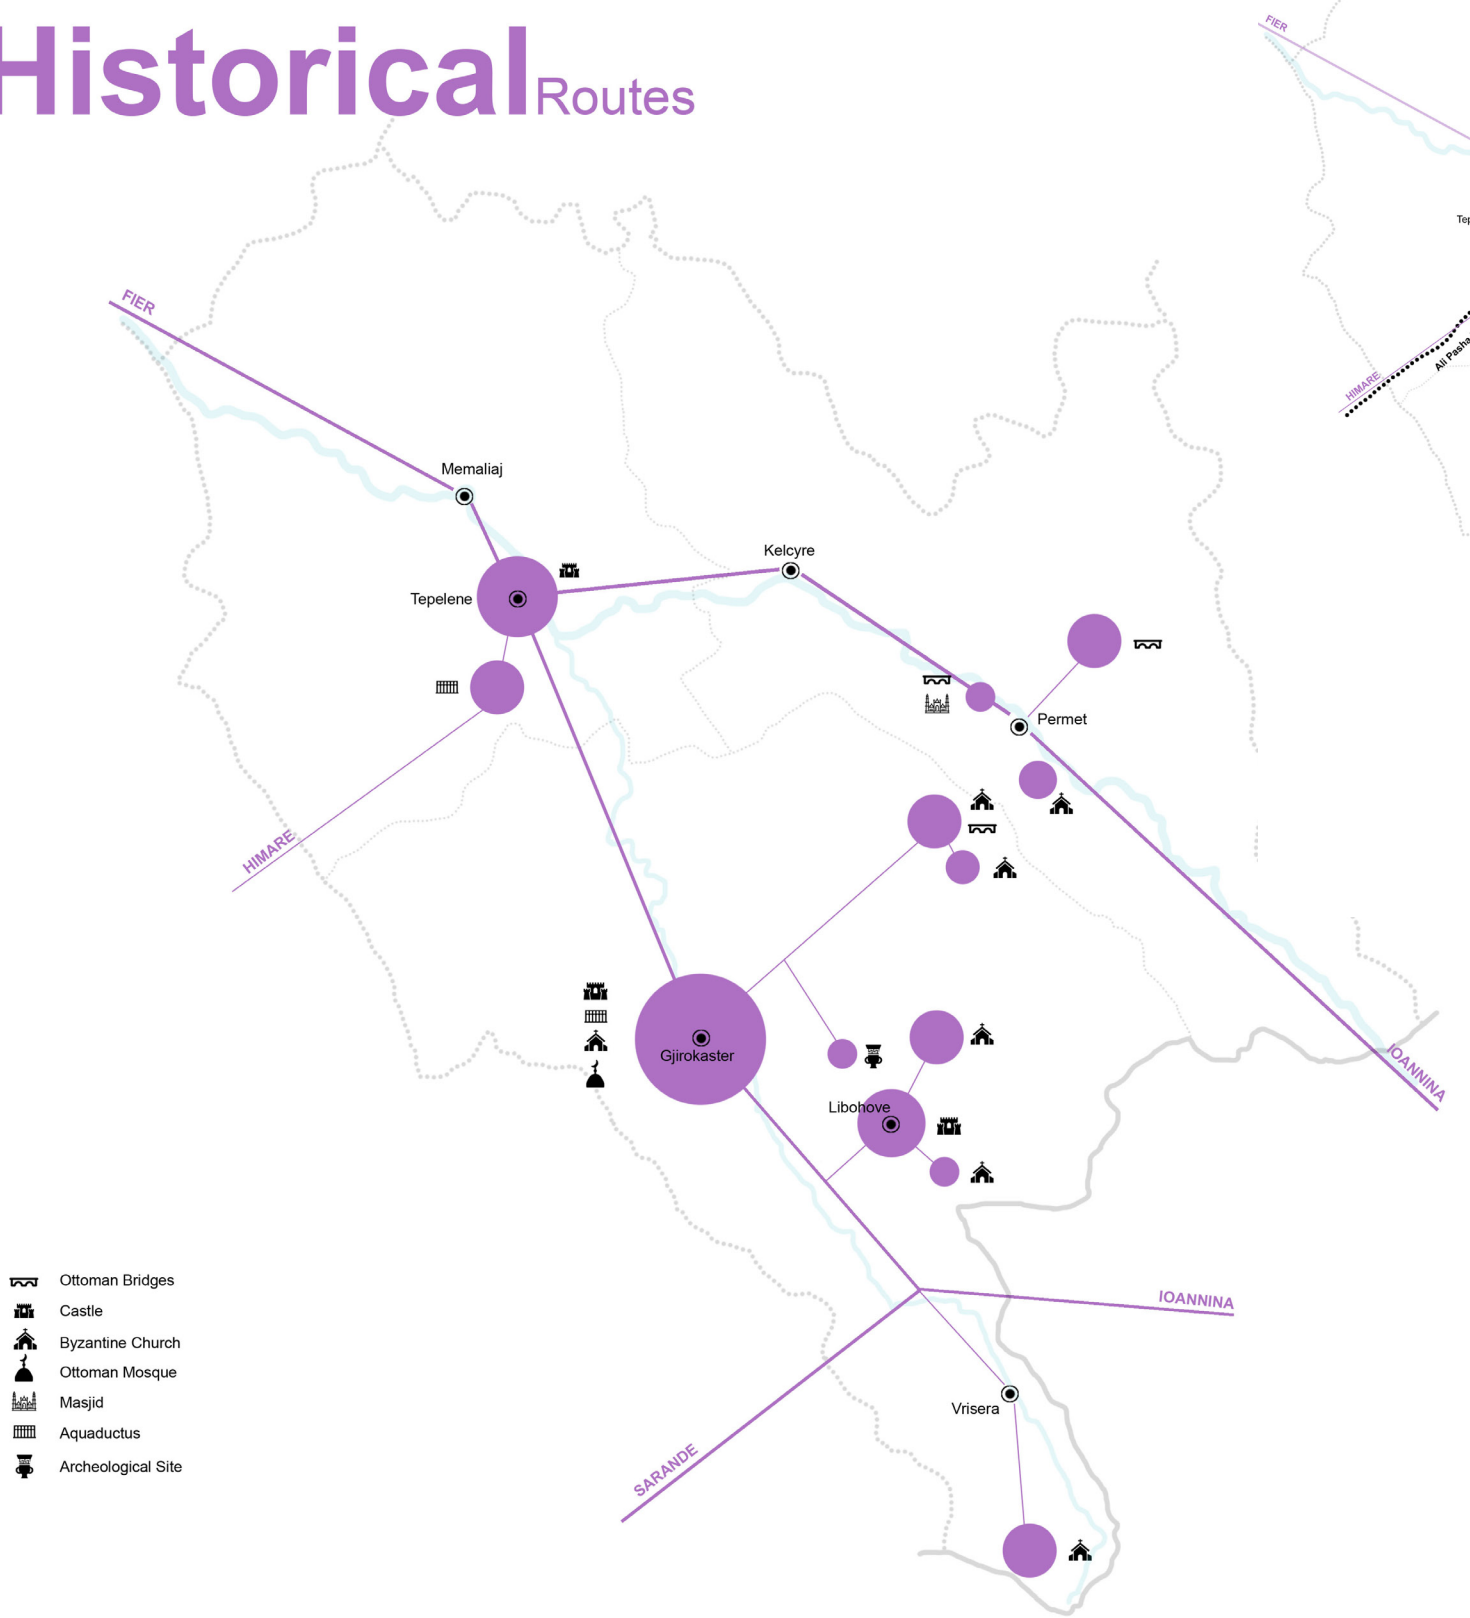 Historical Routes
FIER
FIER
Tep
HIMARE
Ali Pasha
Memaliaj
Kelcyre
Tepelene
Permet
HIMARE
Gjirokaster
Libohove
IOANNINA
IOANNINA
Vrisera
SARANDE
Ottoman Bridges
Castle
Byzantine Church
Ottoman Mosque
Masjid
Aquaductus
Archeological Site